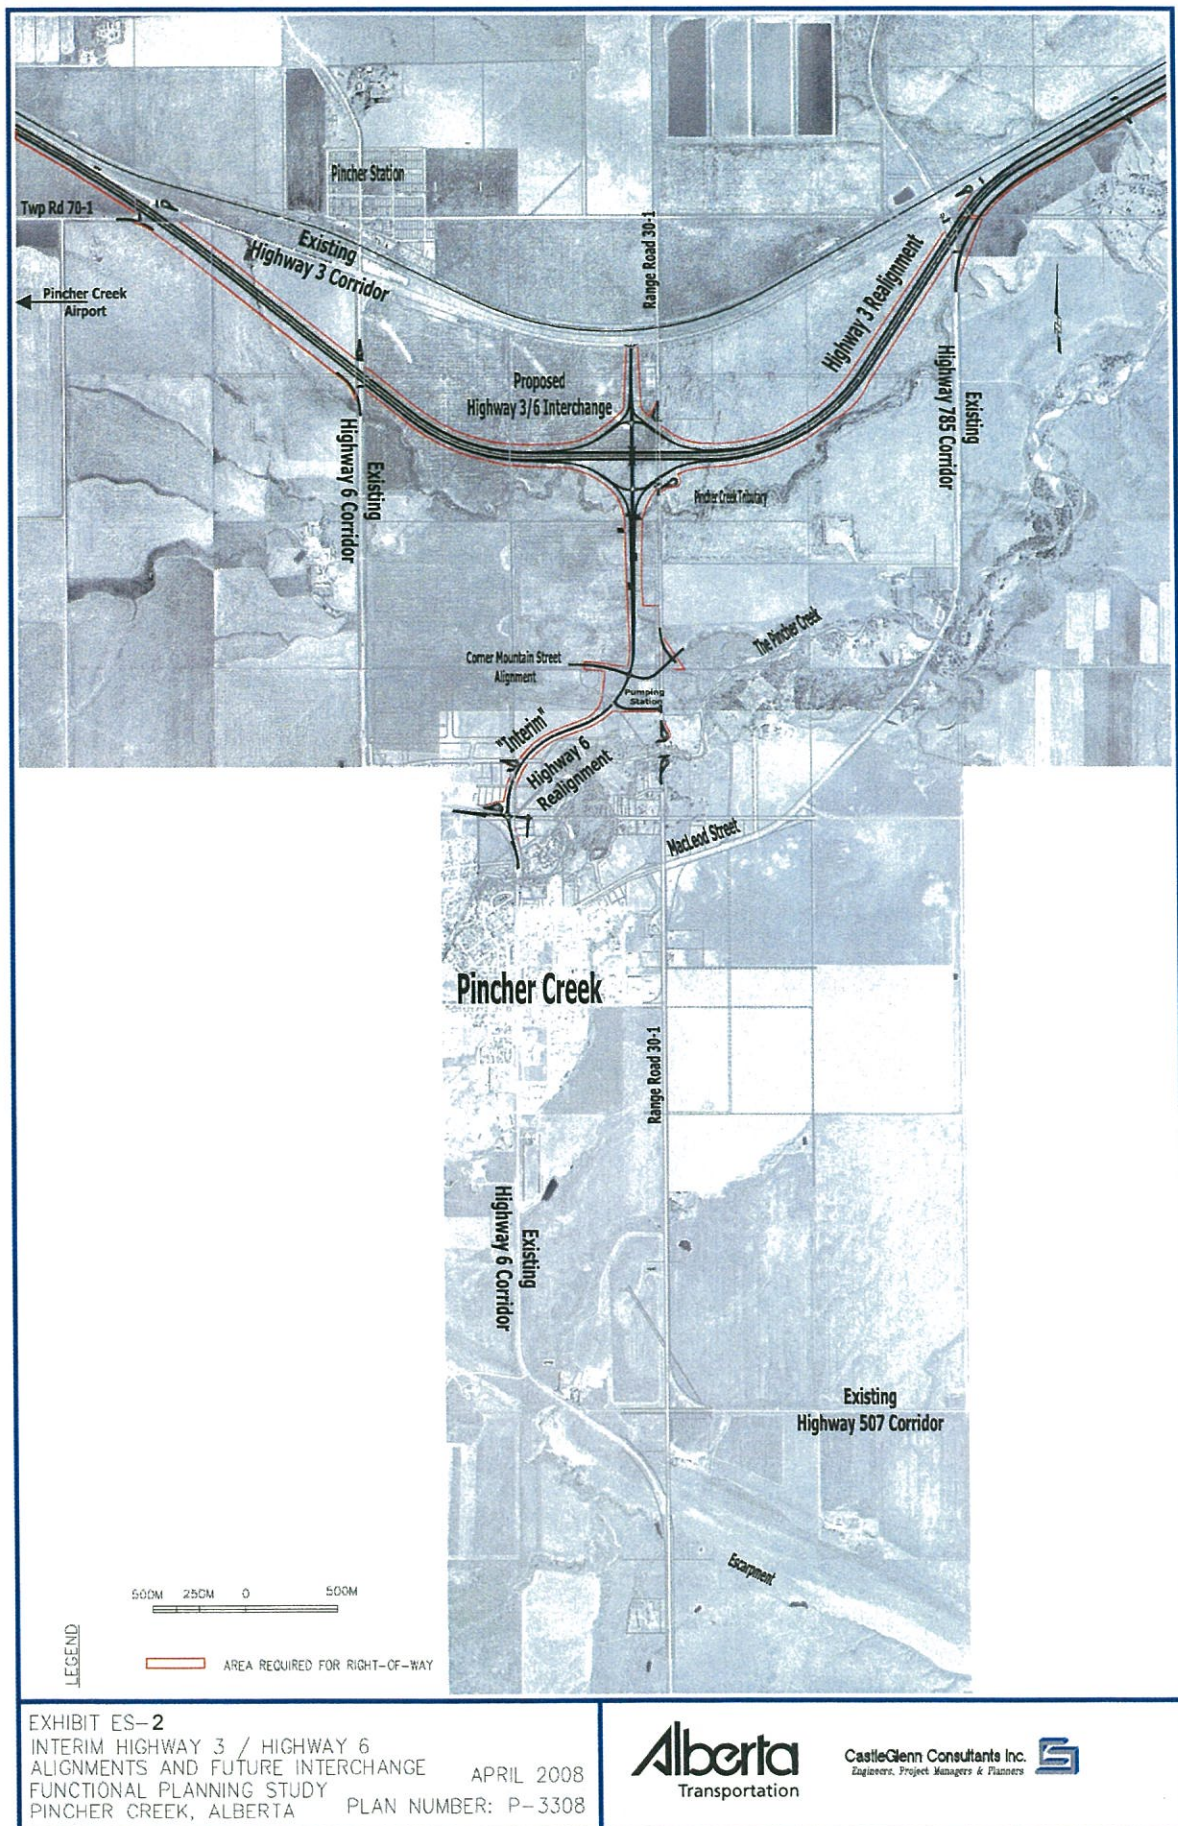 Pincher Station
Twp Rd 70-1
Existing
Highway 3 Corridor
Range Road 30-1
Highway 3 Realignment
Pincher Creek
Airport
Proposed
Highway 3/6 Interchange
Existing
Highway 785 Corridor
Existing
Highway 6 Corridor
Pincher Creek Tributary
The Pincher Creek
Corner Mountain Street
Alignment
Pumping
Station
"Interim"
Highway 6
Realignment
MacLeod Street
Pincher Creek
Range Road 30-1
Existing
Highway 6 Corridor
Existing
Highway 507 Corridor
Escarpment
500M 250M 0 500M
LEGEND
AREA REQUIRED FOR RIGHT-OF-WAY
EXHIBIT ES-2
INTERIM HIGHWAY 3 / HIGHWAY 6
ALIGNMENTS AND FUTURE INTERCHANGE
FUNCTIONAL PLANNING STUDY
PINCHER CREEK, ALBERTA
APRIL 2008
PLAN NUMBER: P-3308
Alberta
Transportation
CastleGlenn Consultants Inc.
Engineers, Project Managers & Planners